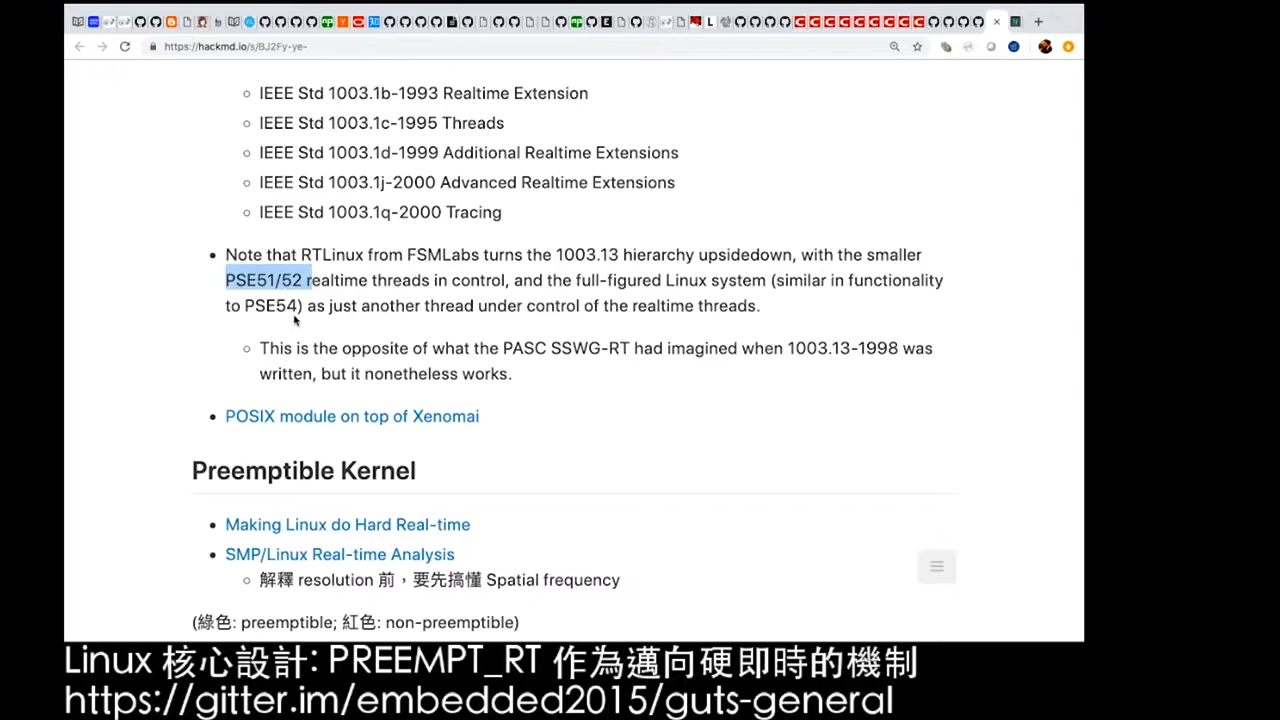 https://hackmd.io/s/BJ2Fy-ye-
IEEE Std 1003.1b-1993 Realtime Extension
IEEE Std 1003.1c-1995 Threads
IEEE Std 1003.1d-1999 Additional Realtime Extensions
IEEE Std 1003.1j-2000 Advanced Realtime Extensions
IEEE Std 1003.1q-2000 Tracing
Note that RTLinux from FSMLabs turns the 1003.13 hierarchy upsidedown, with the smaller
PSE51/52 realtime threads in control, and the full-figured Linux system (similar in functionality
to PSE54) as just another thread under control of the realtime threads.
This is the opposite of what the PASC SSWG-RT had imagined when 1003.13-1998 was
written, but it nonetheless works.
POSIX module on top of Xenomai
Preemptible Kernel
Making Linux do Hard Real-time
SMP/Linux Real-time Analysis
解釋 resolution 前，要先搞懂 Spatial frequency
(綠色: preemptible; 紅色: non-preemptible)
Linux 核心設計: PREEMPT_RT 作為邁向硬即時的機制
https://gitter.im/embedded2015/guts-general